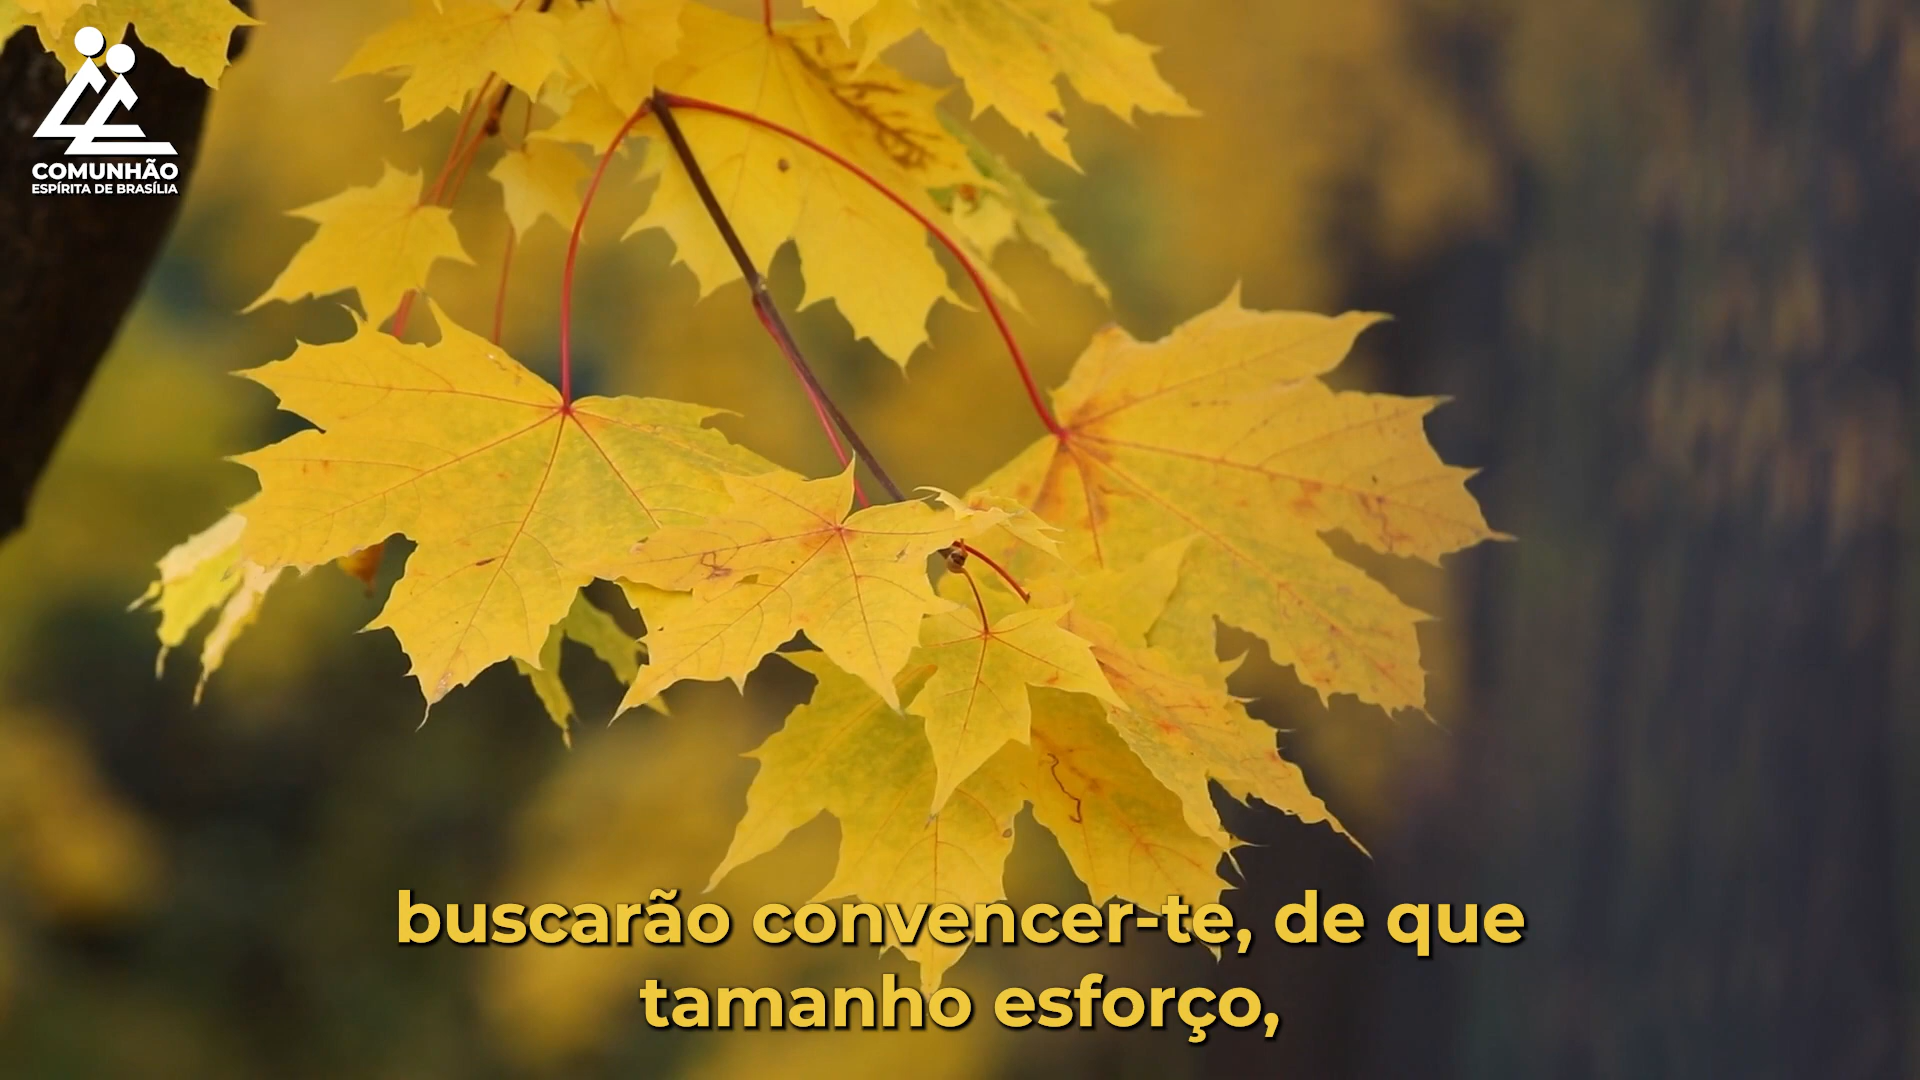 COMUNHÃO
ESPÍRITA DE BRASÍLIA
buscarão convencer-te, de que
tamanho esforço,